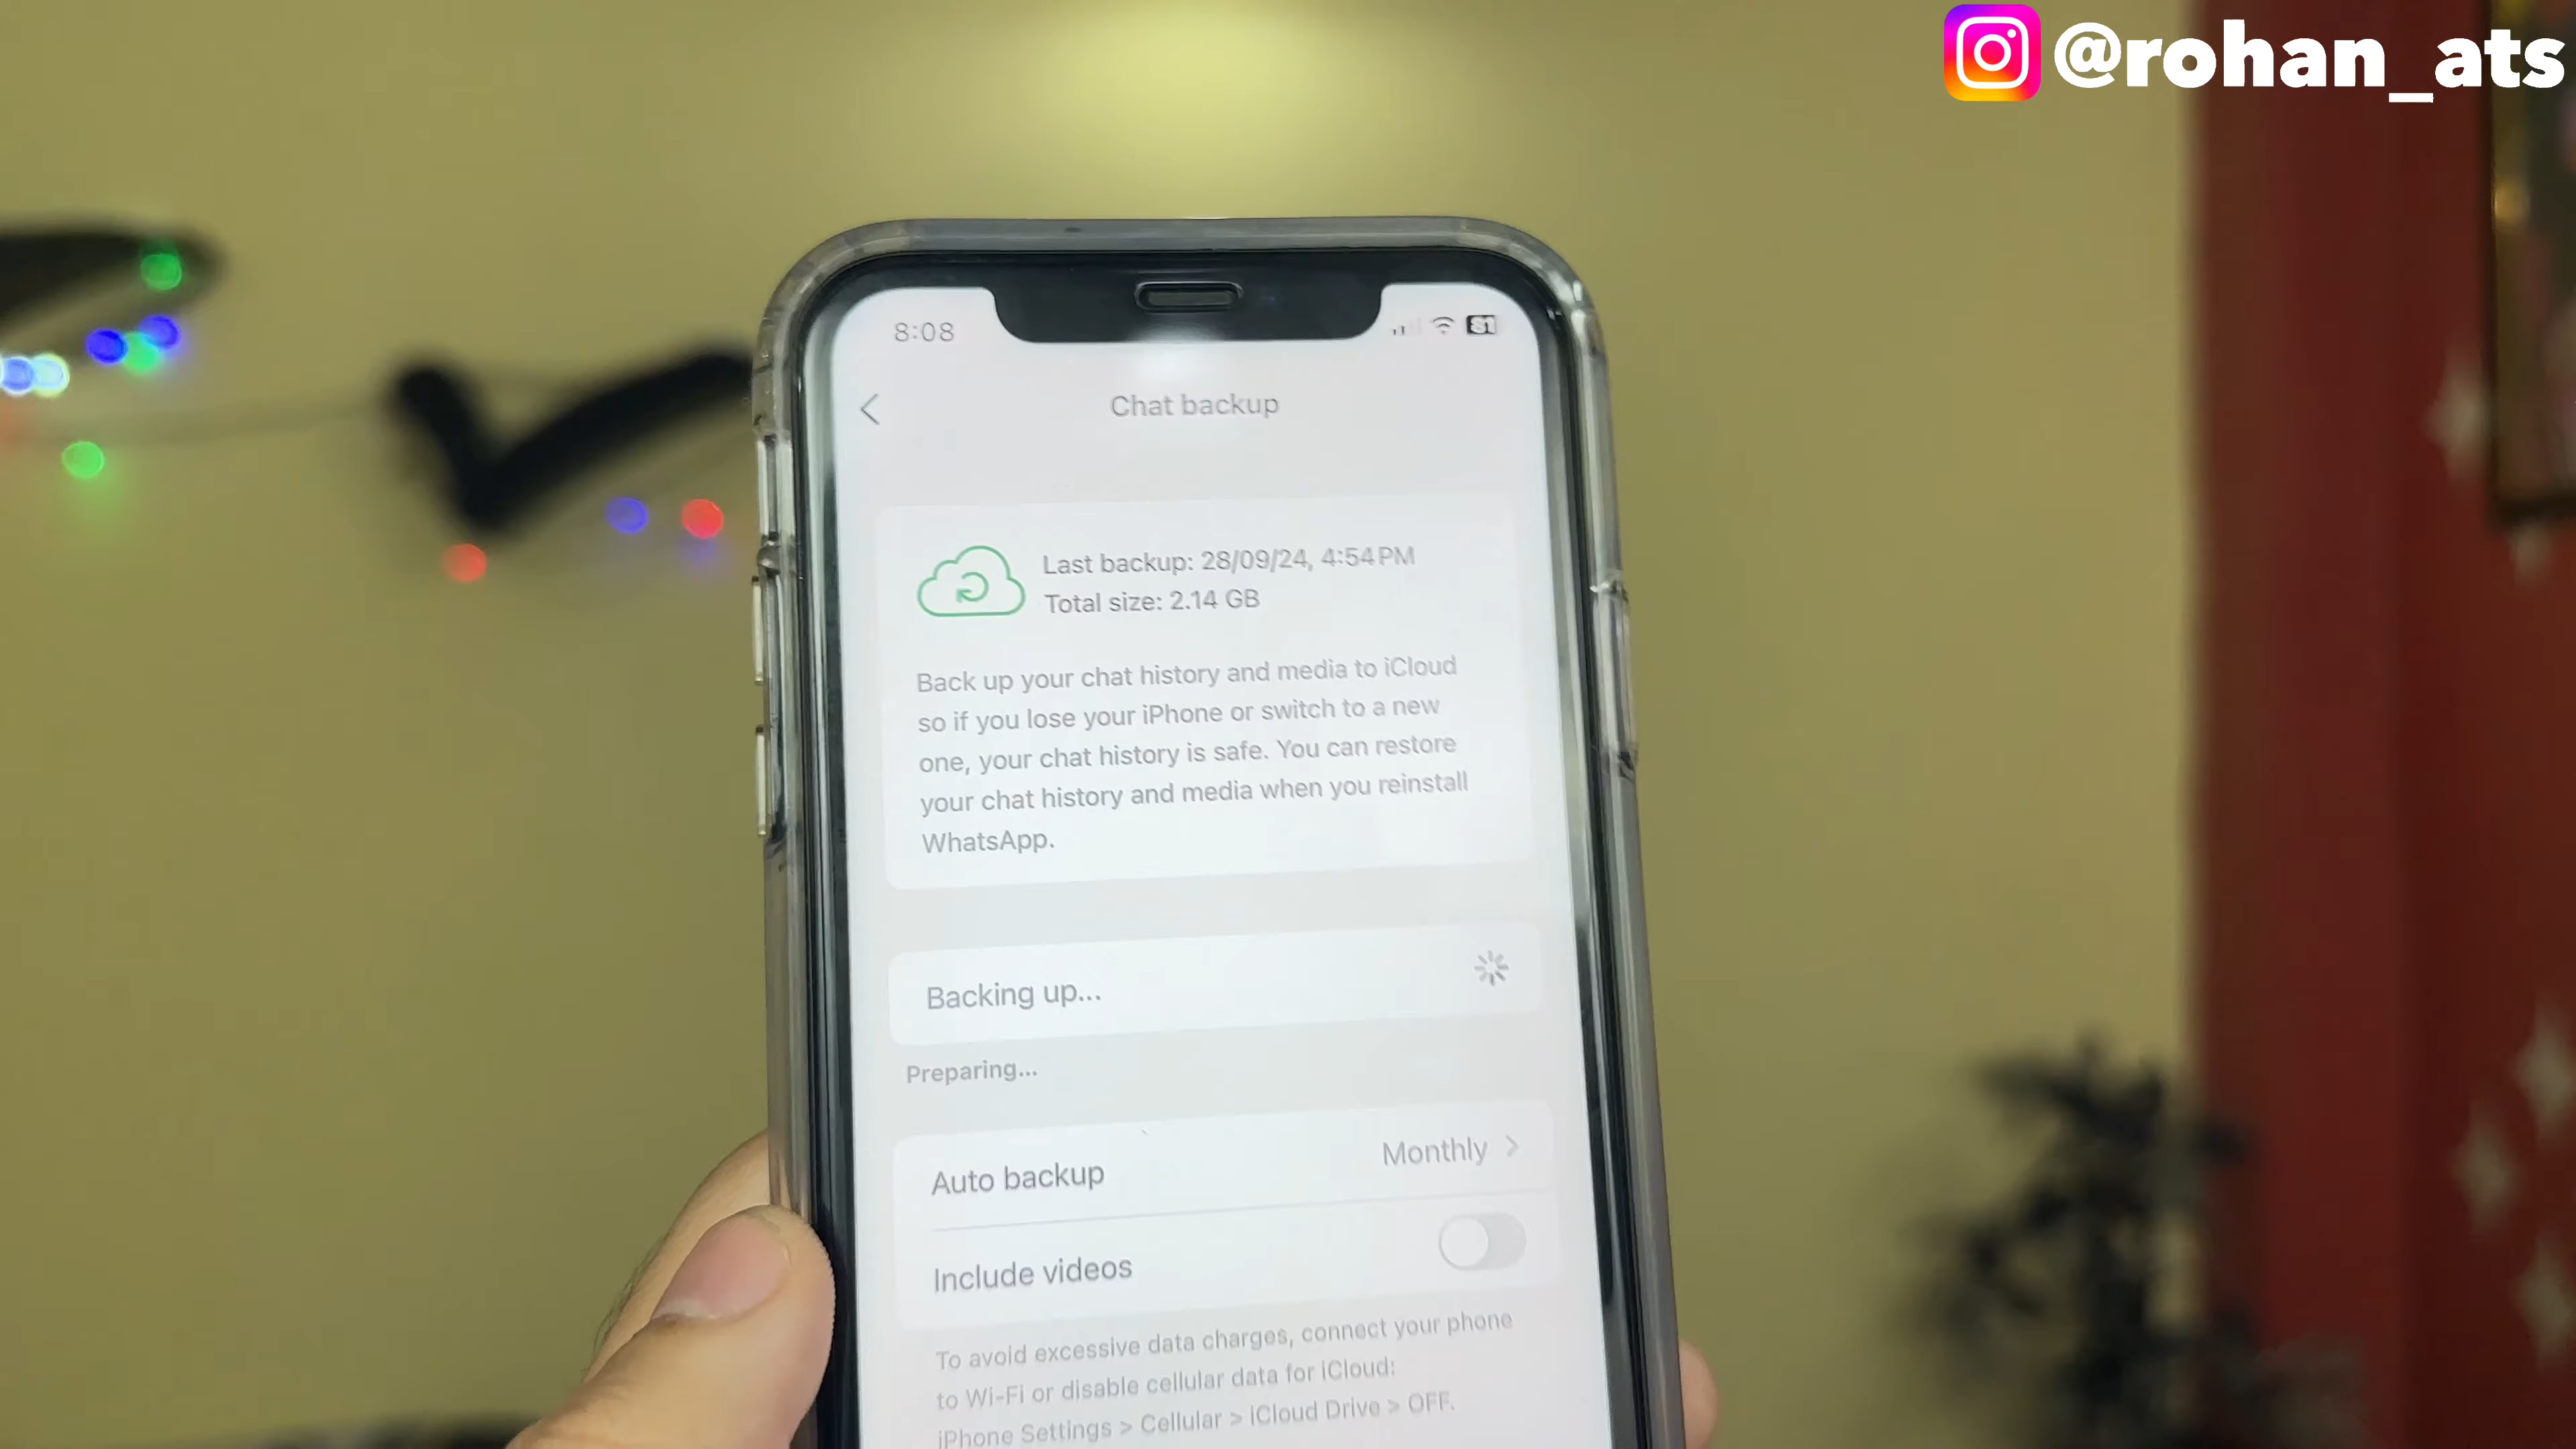 @rohan_ats
8:08
81
Chat backup
Last backup: 28/09/24, 4:54 PM
Total size: 2.14 GB
Back up your chat history and media to iCloud
so if you lose your iPhone or switch to a new
one, your chat history is safe. You can restore
your chat history and media when you reinstall
WhatsApp.
Backing up...
Preparing...
Auto backup Monthly
Include videos
To avoid excessive data charges, connect your phone
to Wi-Fi or disable cellular data for iCloud:
iPhone Settings > Cellular > iCloud Drive > OFF.